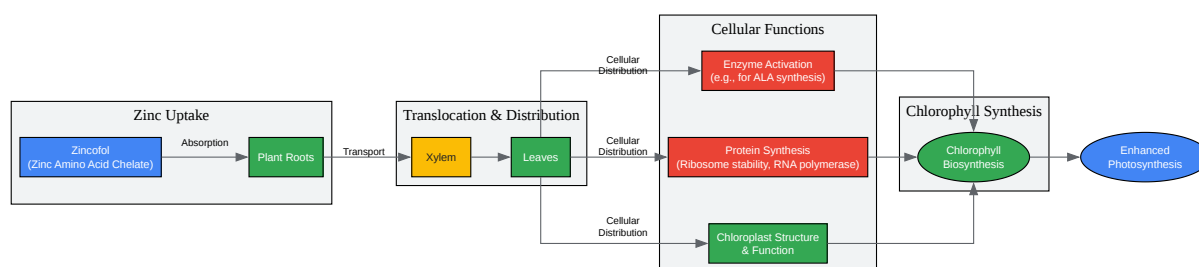 Zinc Uptake
Zincofol
(Zinc Amino Acid Chelate)
Absorption
Plant Roots
Transport
Translocation & Distribution
Xylem
Leaves
Cellular
Distribution
Cellular
Distribution
Cellular
Distribution
Cellular Functions
Enzyme Activation
(e.g., for ALA synthesis)
Protein Synthesis
(Ribosome stability, RNA polymerase)
Chloroplast Structure
& Function
Chlorophyll Synthesis
Chlorophyll
Biosynthesis
Enhanced
Photosynthesis